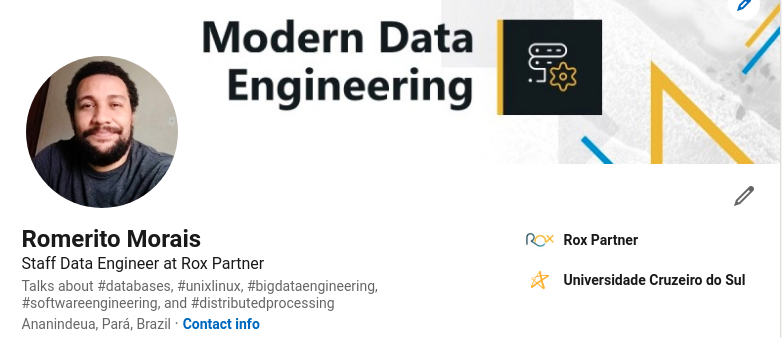 Modern Data
Engineering
Romerito Morais
Staff Data Engineer at Rox Partner
Talks about #databases, #unixlinux, #bigdataengineering,
#softwareengineering, and #distributedprocessing
Ananindeua, Pará, Brazil · Contact info
ROX Rox Partner
Universidade Cruzeiro do Sul